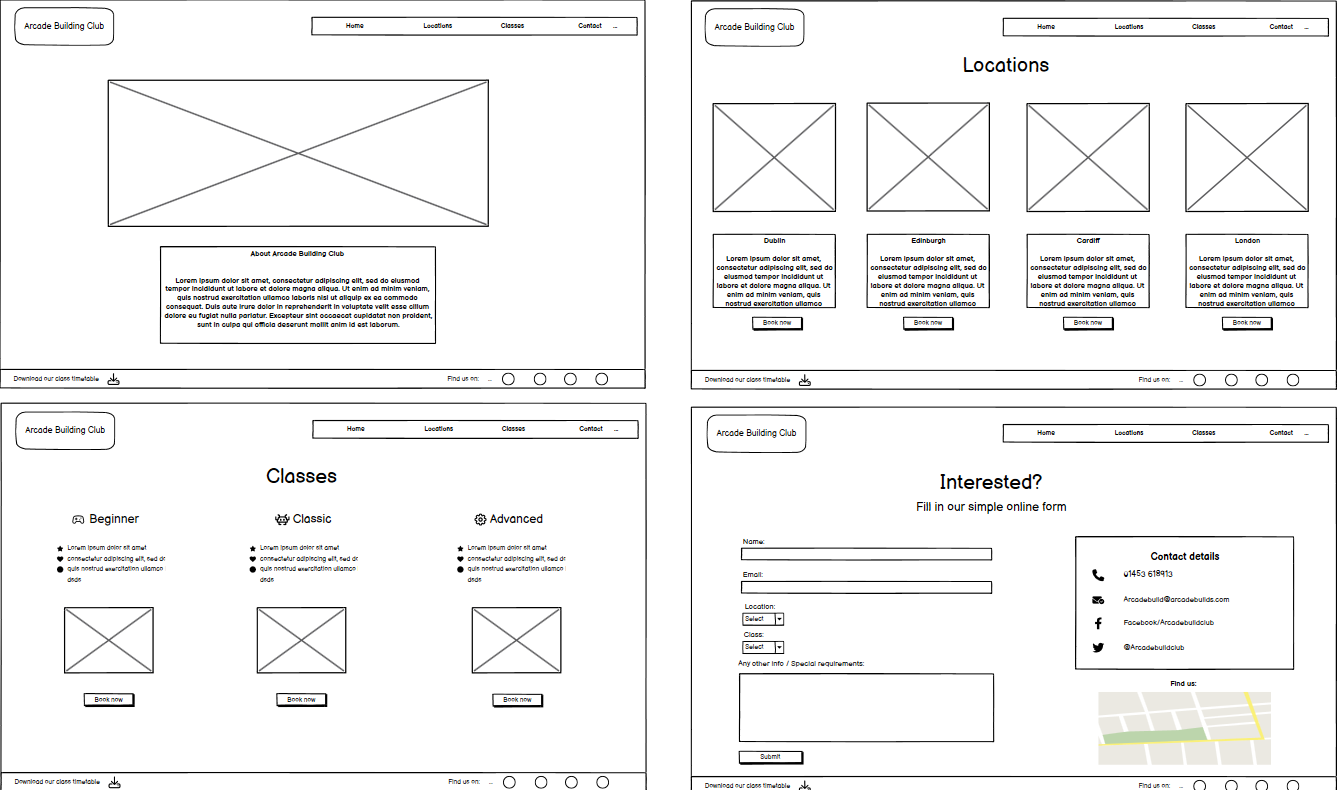 Arcade Building Club
Home Locations Classes Contact ...
About Arcade Building Club
Lorem ipsum dolor sit amet, consectetur adipiscing elit, sed do eiusmod
tempor incididunt ut labore et dolore magna aliqua. Ut enim ad minim veniam,
quis nostrud exercitation ullamco laboris nisi ut aliquip ex ea commodo
consequat. Duis aute irure dolor in reprehenderit in voluptate velit esse cillum
dolore eu fugiat nulla pariatur. Excepteur sint occaecat cupidatat non proident,
sunt in culpa qui officia deserunt mollit anim id est laborum.
Download our class timetable
Find us on: ...
Arcade Building Club
Home Locations Classes Contact ...
Locations
Dublin
Lorem ipsum dolor sit amet,
consectetur adipiscing elit, sed do
eiusmod tempor incididunt ut
labore et dolore magna aliqua. Ut
enim ad minim veniam, quis
nostrud exercitation ullamco
Book now
Edinburgh
Lorem ipsum dolor sit amet,
consectetur adipiscing elit, sed do
eiusmod tempor incididunt ut
labore et dolore magna aliqua. Ut
enim ad minim veniam, quis
nostrud exercitation ullamco
Book now
Cardiff
Lorem ipsum dolor sit amet,
consectetur adipiscing elit, sed do
eiusmod tempor incididunt ut
labore et dolore magna aliqua. Ut
enim ad minim veniam, quis
nostrud exercitation ullamco
Book now
London
Lorem ipsum dolor sit amet,
consectetur adipiscing elit, sed do
eiusmod tempor incididunt ut
labore et dolore magna aliqua. Ut
enim ad minim veniam, quis
nostrud exercitation ullamco
Book now
Download our class timetable
Find us on: ...
Arcade Building Club
Home Locations Classes Contact ...
Classes
Beginner
Lorem ipsum dolor sit amet
consectetur adipiscing elit, sed do
quis nostrud exercitation ullamco
dsds
Book now
Classic
Lorem ipsum dolor sit amet
consectetur adipiscing elit, sed do
quis nostrud exercitation ullamco
dsds
Book now
Advanced
Lorem ipsum dolor sit amet
consectetur adipiscing elit, sed do
quis nostrud exercitation ullamco
dsds
Book now
Download our class timetable
Find us on: ...
Arcade Building Club
Home Locations Classes Contact ...
Interested?
Fill in our simple online form
Name:
Email:
Location:
Select
Class:
Select
Any other info / Special requirements:
Submit
Contact details
01453 618913
Arcadebuild@arcadebuilds.com
Facebook/Arcadebuildclub
@Arcadebuildclub
Find us:
Download our class timetable
Find us on: ...